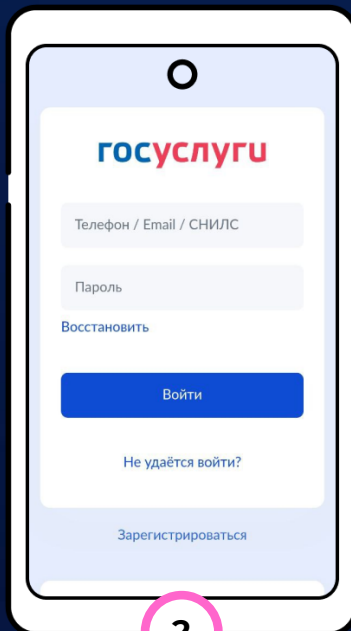 госуслуги
Телефон / Email / СНИЛС
Пароль
Восстановить
Войти
Не удаётся войти?
Зарегистрироваться